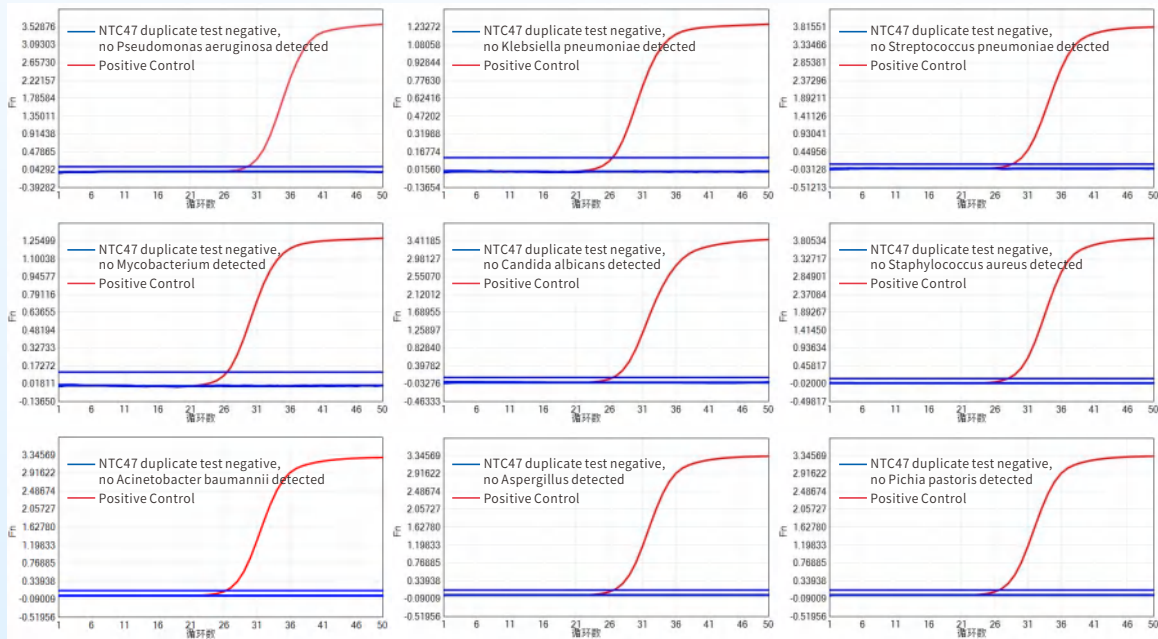 3.52876
3.09303
2.65730
2.22157
1.78584
1.35011
0.91438
0.47865
0.04292
-0.39282
Fn
NTC47 duplicate test negative,
no Pseudomonas aeruginosa detected
Positive Control
1 6 11 16 21 26 31 36 41 46 50
循环数
1.23272
1.08058
0.92844
0.77630
0.62416
0.47202
0.31988
0.16774
0.01560
-0.13654
Fn
NTC47 duplicate test negative,
no Klebsiella pneumoniae detected
Positive Control
1 6 11 16 21 26 31 36 41 46 50
循环数
3.81551
3.33466
2.85381
2.37296
1.89211
1.41126
0.93041
0.44956
-0.03128
-0.51213
Fn
NTC47 duplicate test negative,
no Streptococcus pneumoniae detected
Positive Control
1 6 11 16 21 26 31 36 41 46 50
循环数
1.25499
1.10038
0.94577
0.79116
0.63655
0.48194
0.32733
0.17272
0.01811
-0.13650
Fn
NTC47 duplicate test negative,
no Mycobacterium detected
Positive Control
1 6 11 16 21 26 31 36 41 46 50
循环数
3.41185
2.98127
2.55070
2.12012
1.68955
1.25897
0.82840
0.39782
-0.03276
-0.46333
Fn
NTC47 duplicate test negative,
no Candida albicans detected
Positive Control
1 6 11 16 21 26 31 36 41 46 50
循环数
3.80534
3.32717
2.84901
2.37084
1.89267
1.41450
0.93634
0.45817
-0.02000
-0.49817
Fn
NTC47 duplicate test negative,
no Staphylococcus aureus detected
Positive Control
1 6 11 16 21 26 31 36 41 46 50
循环数
3.34569
2.91622
2.48674
2.05727
1.62780
1.19833
0.76885
0.33938
-0.09009
-0.51956
Fn
NTC47 duplicate test negative,
no Acinetobacter baumannii detected
Positive Control
1 6 11 16 21 26 31 36 41 46 50
循环数
3.34569
2.91622
2.48674
2.05727
1.62780
1.19833
0.76885
0.33938
-0.09009
-0.51956
Fn
NTC47 duplicate test negative,
no Aspergillus detected
Positive Control
1 6 11 16 21 26 31 36 41 46 50
循环数
3.34569
2.91622
2.48674
2.05727
1.62780
1.19833
0.76885
0.33938
-0.09009
-0.51956
Fn
NTC47 duplicate test negative,
no Pichia pastoris detected
Positive Control
1 6 11 16 21 26 31 36 41 46 50
循环数